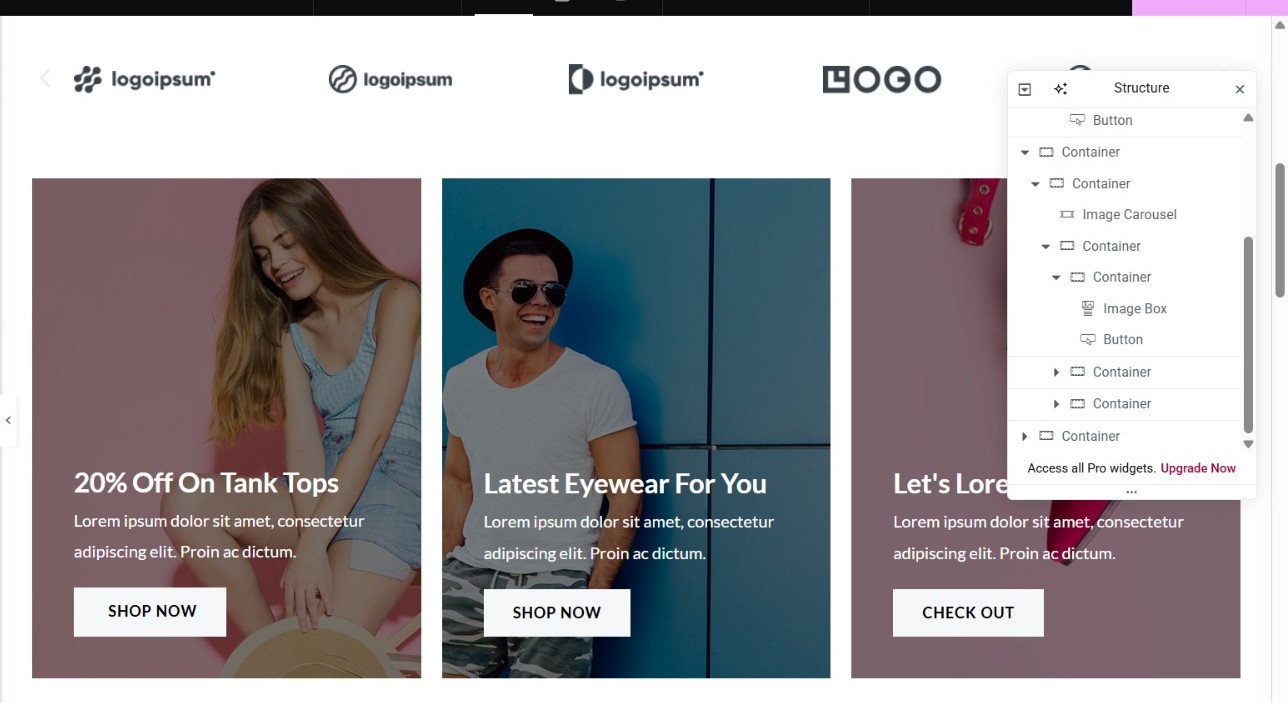 logoipsum
logoipsum
logoipsum
LOGO
Structure
Button
Container
Container
Image Carousel
Container
Container
Image Box
Button
Container
Container
Container
Access all Pro widgets. Upgrade Now
20% Off On Tank Tops
Lorem ipsum dolor sit amet, consectetur
adipiscing elit. Proin ac dictum.
SHOP NOW
Latest Eyewear For You
Lorem ipsum dolor sit amet, consectetur
adipiscing elit. Proin ac dictum.
SHOP NOW
Let's Lore
Lorem ipsum dolor sit amet, consectetur
adipiscing elit. Proin ac dictum.
CHECK OUT